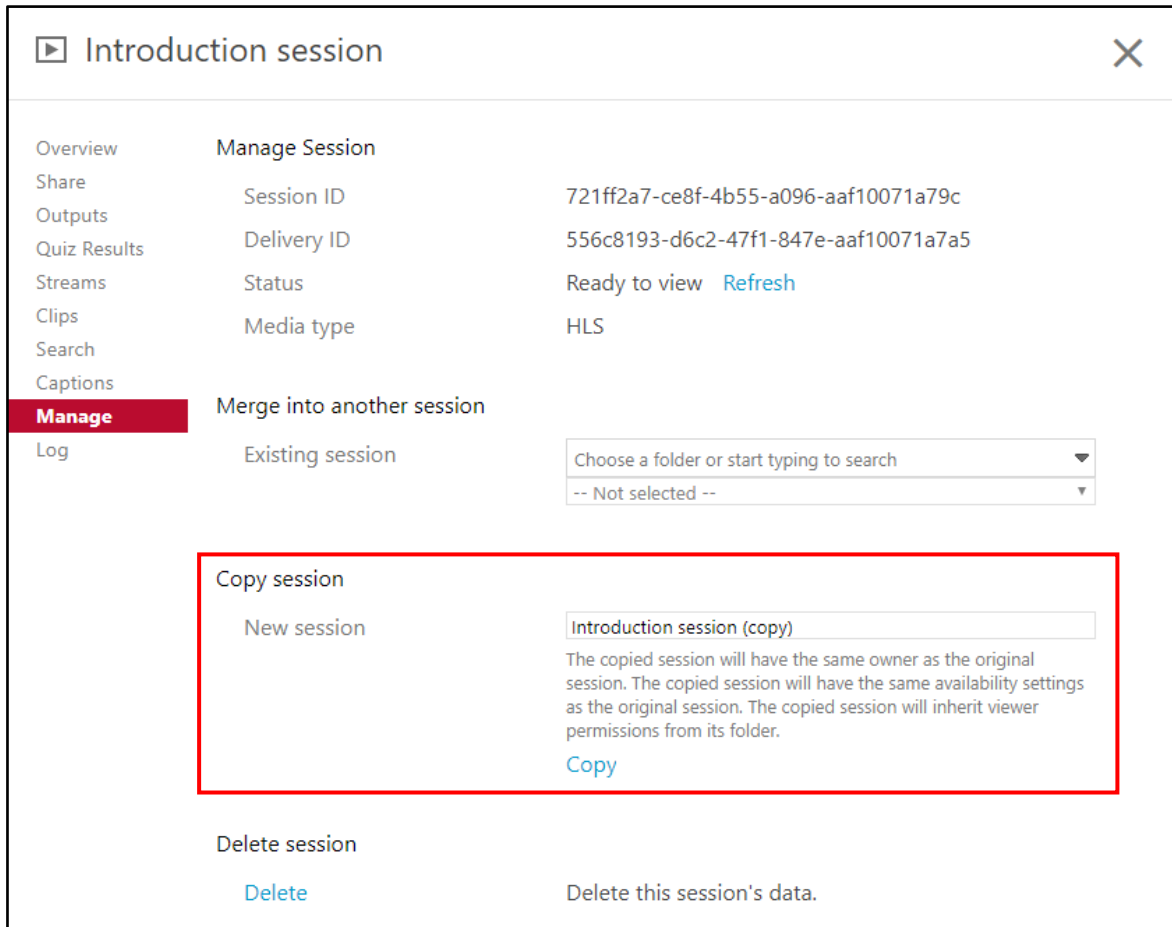 Introduction session
Overview
Share
Outputs
Quiz Results
Streams
Clips
Search
Captions
Manage
Log
Manage Session
Session ID 721ff2a7-ce8f-4b55-a096-aaf10071a79c
Delivery ID 556c8193-d6c2-47f1-847e-aaf10071a7a5
Status Ready to view Refresh
Media type HLS
Merge into another session
Existing session Choose a folder or start typing to search
-- Not selected --
Copy session
New session Introduction session (copy)
The copied session will have the same owner as the original
session. The copied session will have the same availability settings
as the original session. The copied session will inherit viewer
permissions from its folder.
Copy
Delete session
Delete Delete this session's data.